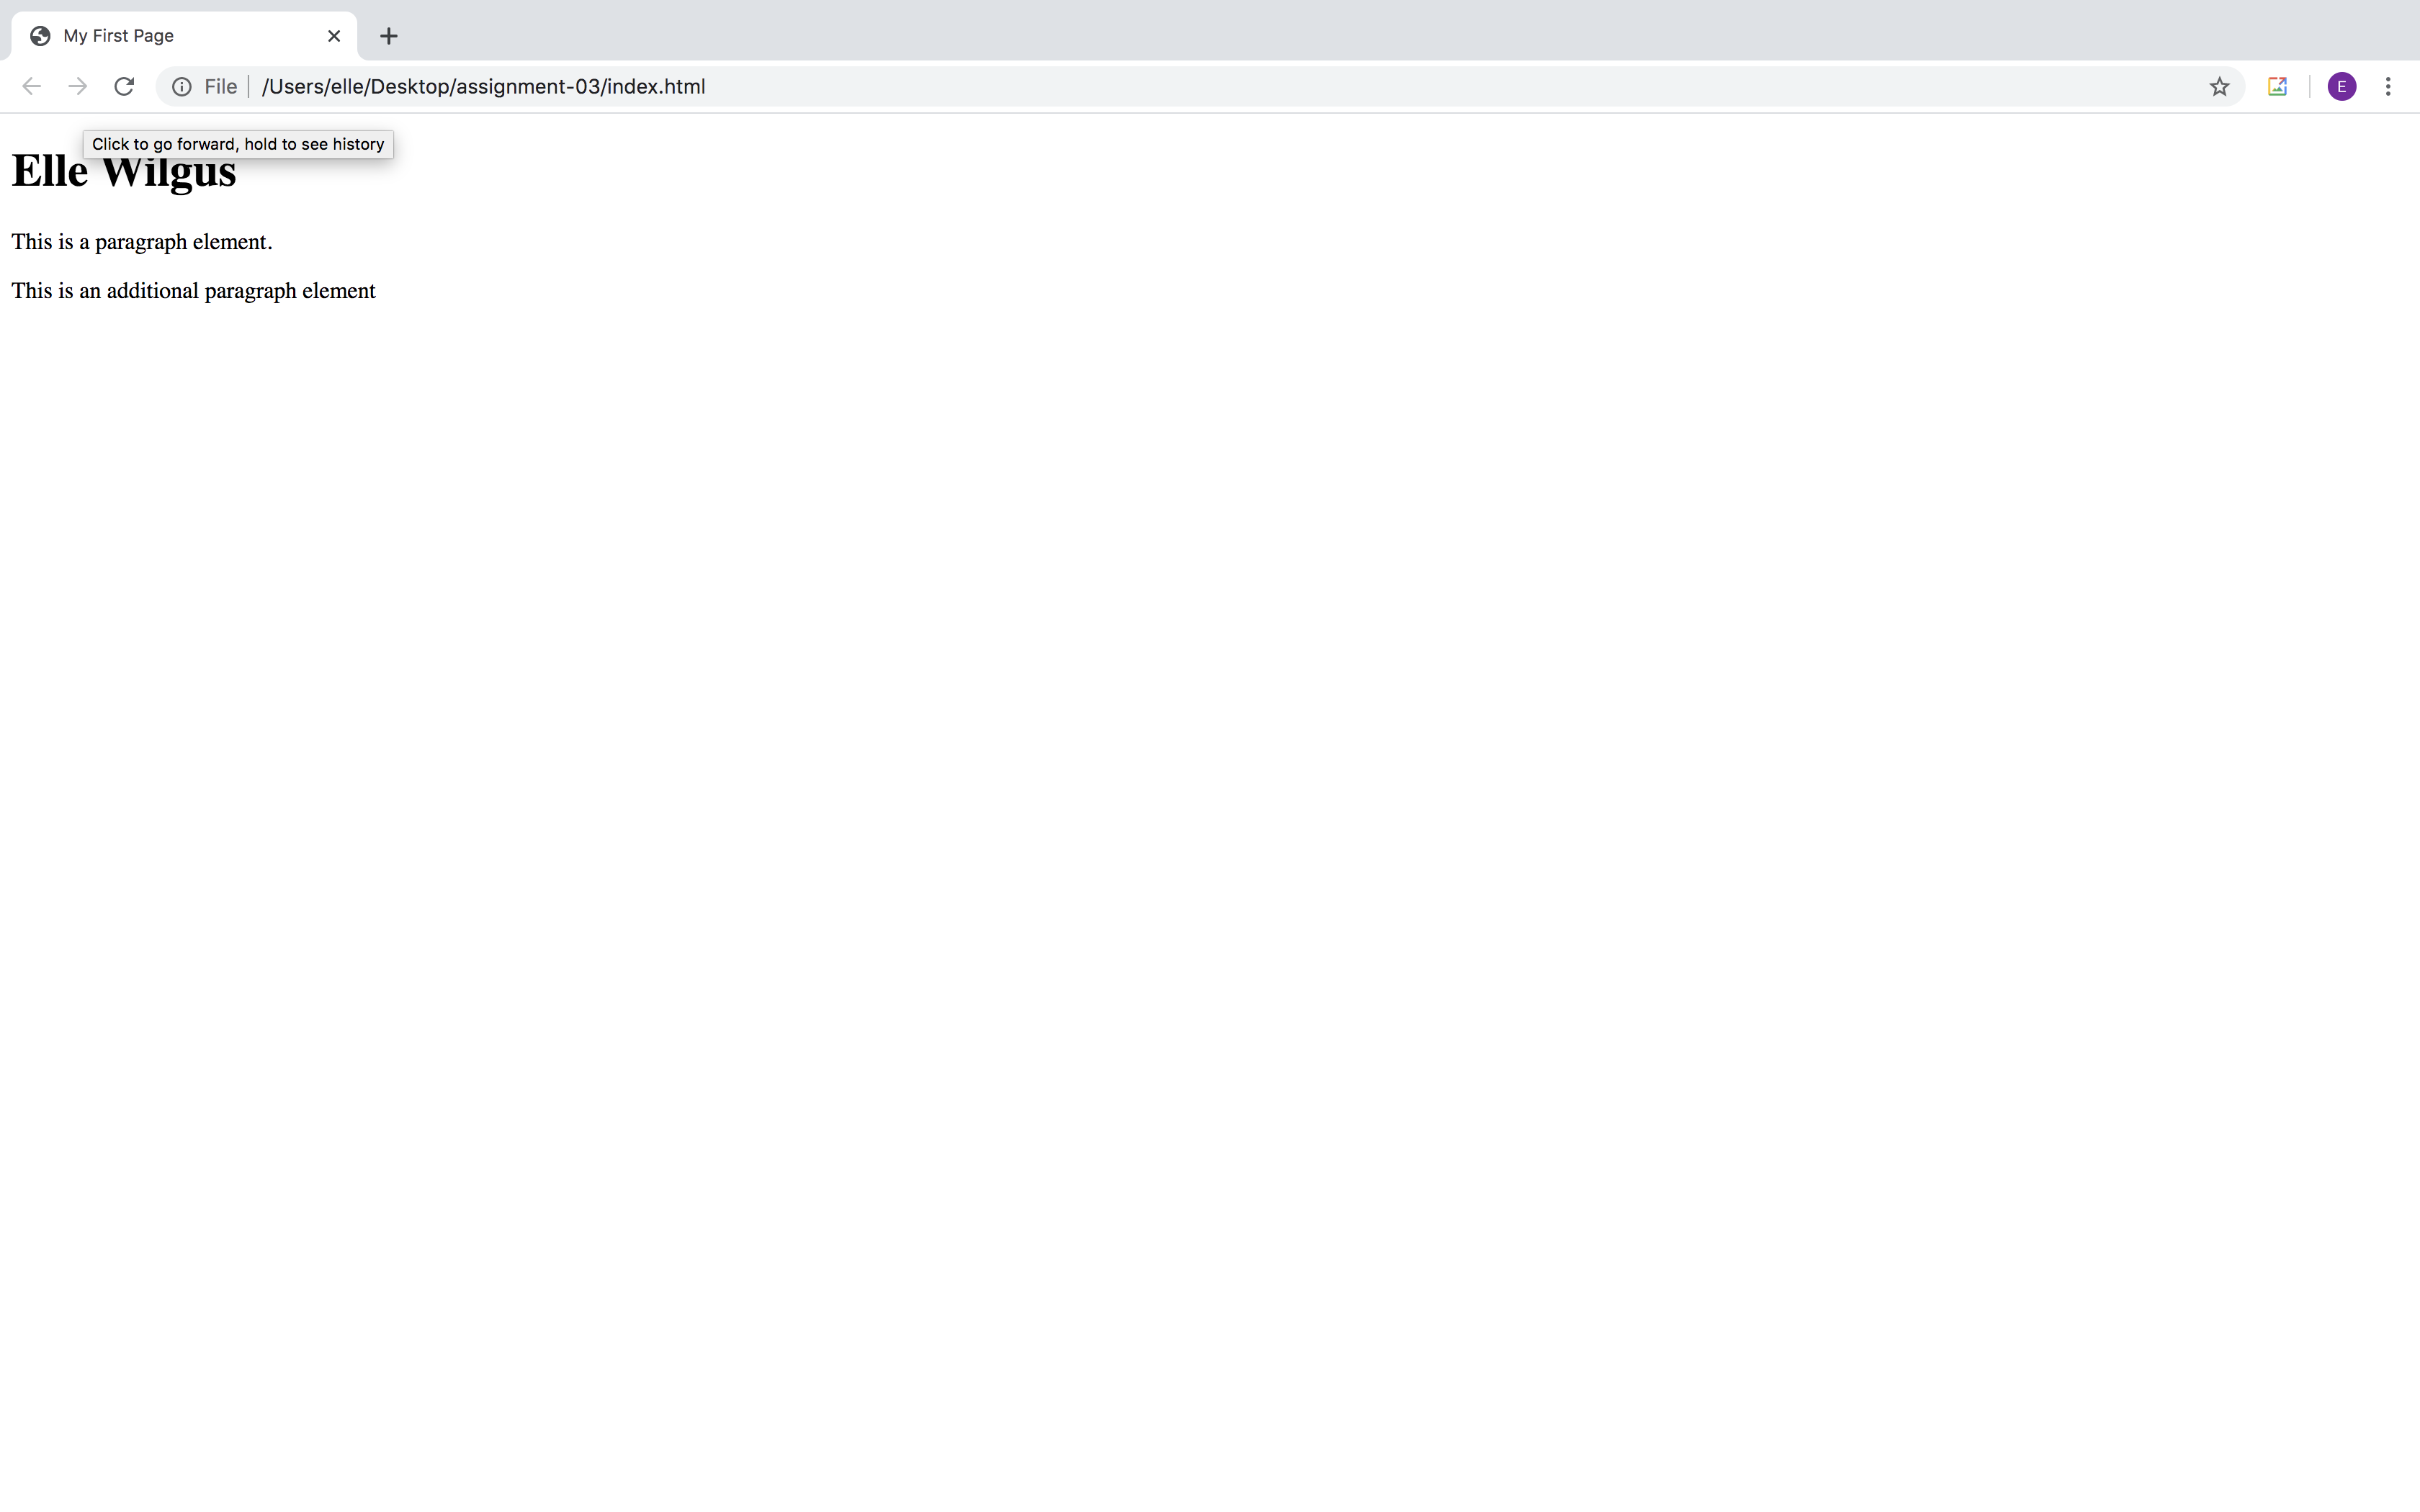 My First Page
File /Users/elle/Desktop/assignment-03/index.html
E
Click to go forward, hold to see history
Elle Wilgus
This is a paragraph element.
This is an additional paragraph element